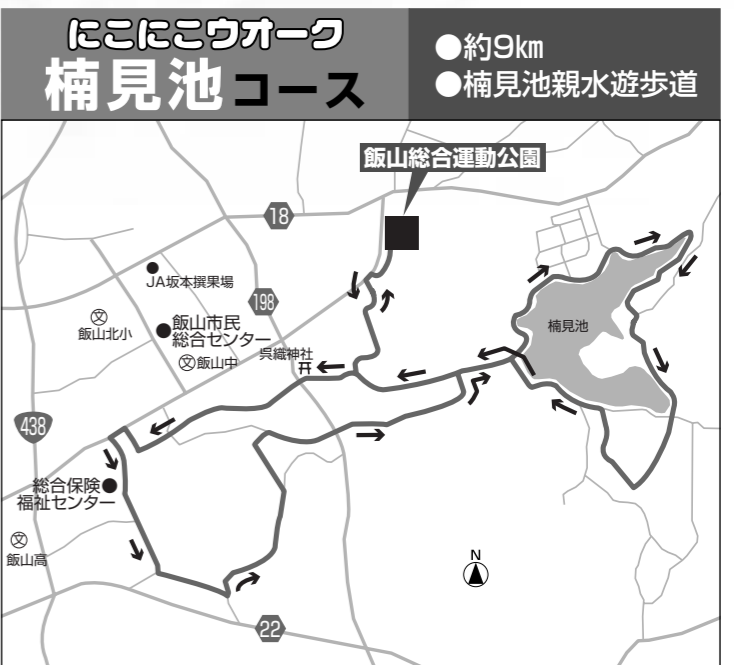 にこにこウオーク
楠見池コース
●約9km
●楠見池親水遊歩道
飯山総合運動公園
18
JA坂本撰果場
198
文
飯山北小
飯山市民
総合センター
文飯山中
呉織神社
楠見池
438
総合保険
福祉センター
文
飯山高
N
22